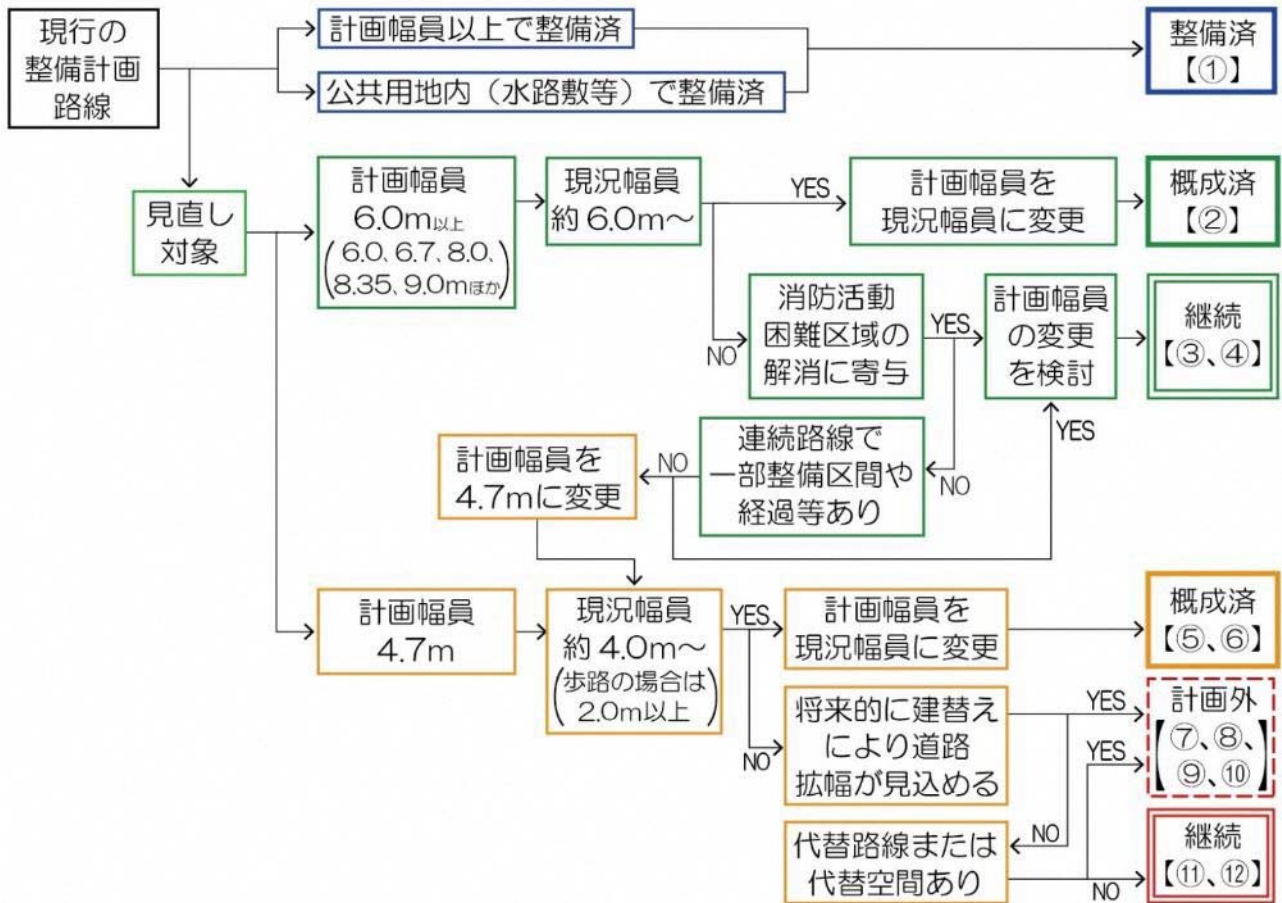 現行の
整備計画
路線
計画幅員以上で整備済
公共用地内（水路敷等）で整備済
整備済
【①】
見直し
対象
計画幅員
6.0m以上
(6.0、6.7、8.0、
8.35、9.0mほか)
現況幅員
約6.0m～
YES
計画幅員を
現況幅員に変更
概成済
【②】
NO
消防活動
困難区域の
解消に寄与
YES
計画幅員
の変更
を検討
継続
【③、④】
NO
連続路線で
一部整備区間や
経過等あり
YES
NO
計画幅員を
4.7mに変更
計画幅員
4.7m
現況幅員
約4.0m～
(歩路の場合は
2.0m以上)
YES
計画幅員を
現況幅員に変更
概成済
【⑤、⑥】
NO
将来的に建替え
により道路
拡幅が見込める
YES
計画外
【⑦、⑧、
⑨、⑩】
YES
NO
代替路線または
代替空間あり
NO
継続
【⑪、⑫】